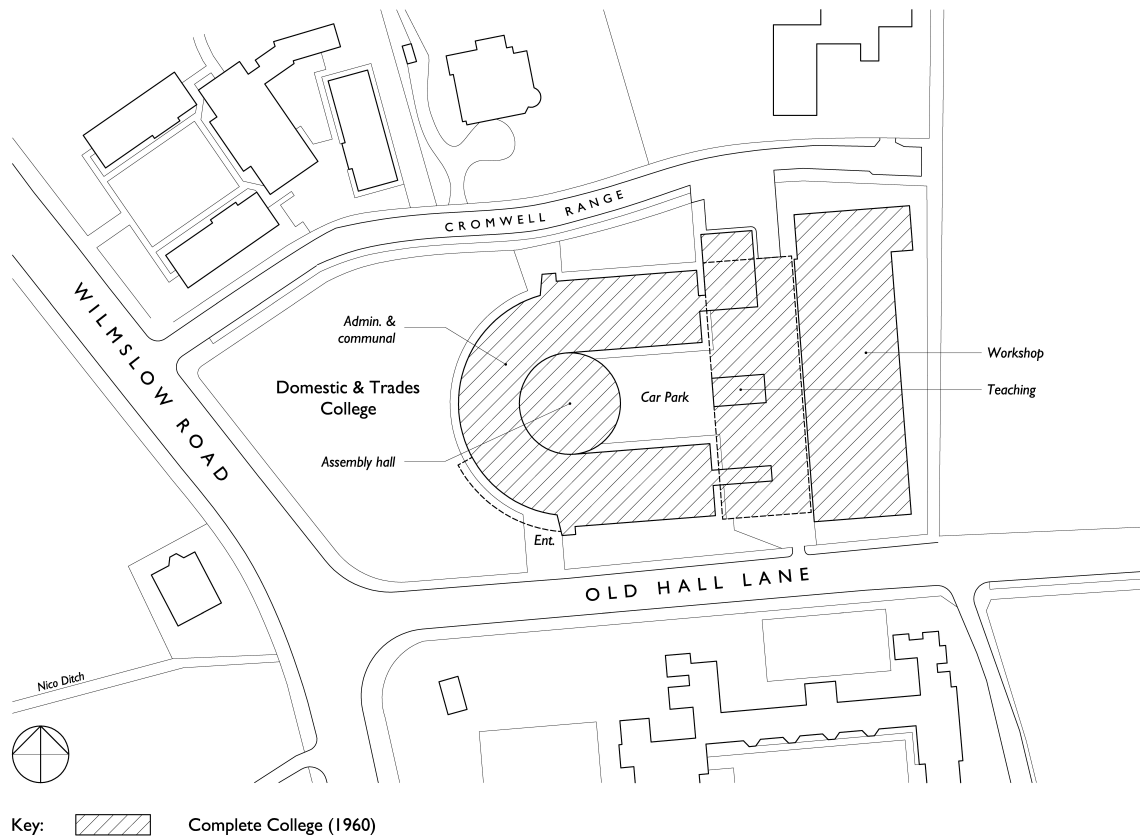 CROMWELL RANGE
WILMSLOW ROAD
Admin. &
communal
Domestic & Trades
College
Car Park
Workshop
Teaching
Assembly hall
Ent.
OLD HALL LANE
Nico Ditch
Key:
Complete College (1960)